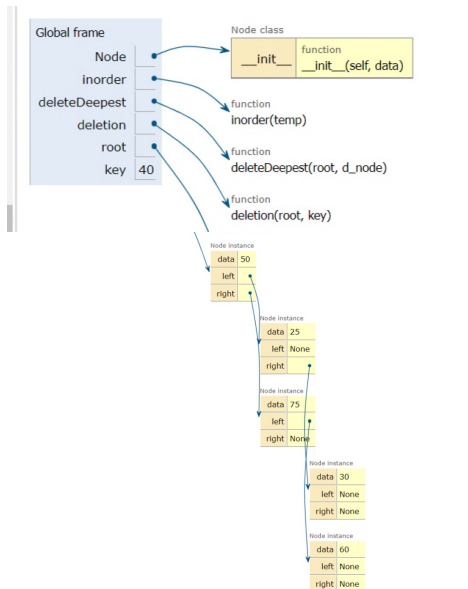 Global frame
Node
inorder
deleteDeepest
deletion
root
key 40
Node class
__init__ function
__init__(self, data)
function
inorder(temp)
function
deleteDeepest(root, d_node)
function
deletion(root, key)
Node instance
data 50
left
right
Node instance
data 25
left None
right
Node instance
data 75
left
right None
Node instance
data 30
left None
right None
Node instance
data 60
left None
right None